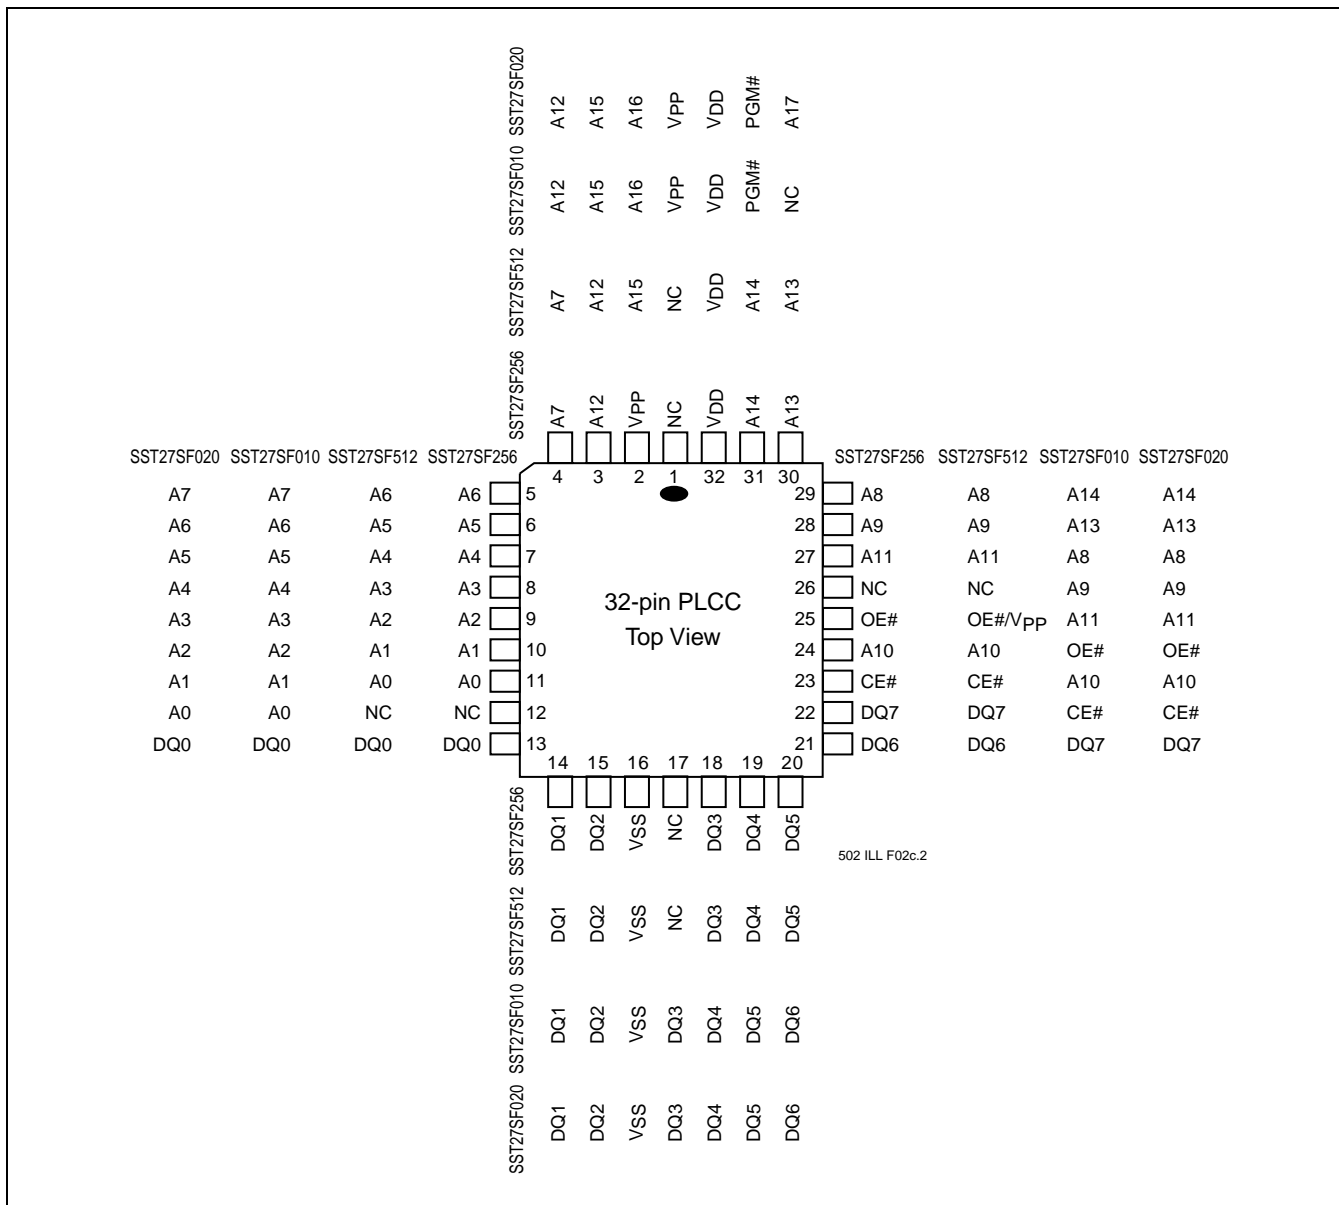 SST27SF020 A12 A15 A16 VPP VDD PGM# A17
SST27SF010 A12 A15 A16 VPP VDD PGM# NC
SST27SF512 A7 A12 A15 NC VDD A14 A13
SST27SF256 A7 A12 VPP NC VDD A14 A13
SST27SF020 SST27SF010 SST27SF512 SST27SF256 4 3 2 1 32 31 30 SST27SF256 SST27SF512 SST27SF010 SST27SF020
A7 A7 A6 A6 5 29 A8 A8 A14 A14
A6 A6 A5 A5 6 28 A9 A9 A13 A13
A5 A5 A4 A4 7 27 A11 A11 A8 A8
A4 A4 A3 A3 8 26 NC NC A9 A9
32-pin PLCC
A3 A3 A2 A2 9 25 OE# OE#/VPP A11 A11
Top View
A2 A2 A1 A1 10 24 A10 A10 OE# OE#
A1 A1 A0 A0 11 23 CE# CE# A10 A10
A0 A0 NC NC 12 22 DQ7 DQ7 CE# CE#
DQ0 DQ0 DQ0 DQ0 13 21 DQ6 DQ6 DQ7 DQ7
14 15 16 17 18 19 20
SST27SF256 DQ1 DQ2 VSS NC DQ3 DQ4 DQ5
502 ILL F02c.2
SST27SF512 DQ1 DQ2 VSS NC DQ3 DQ4 DQ5
SST27SF010 DQ1 DQ2 VSS DQ3 DQ4 DQ5 DQ6
SST27SF020 DQ1 DQ2 VSS DQ3 DQ4 DQ5 DQ6